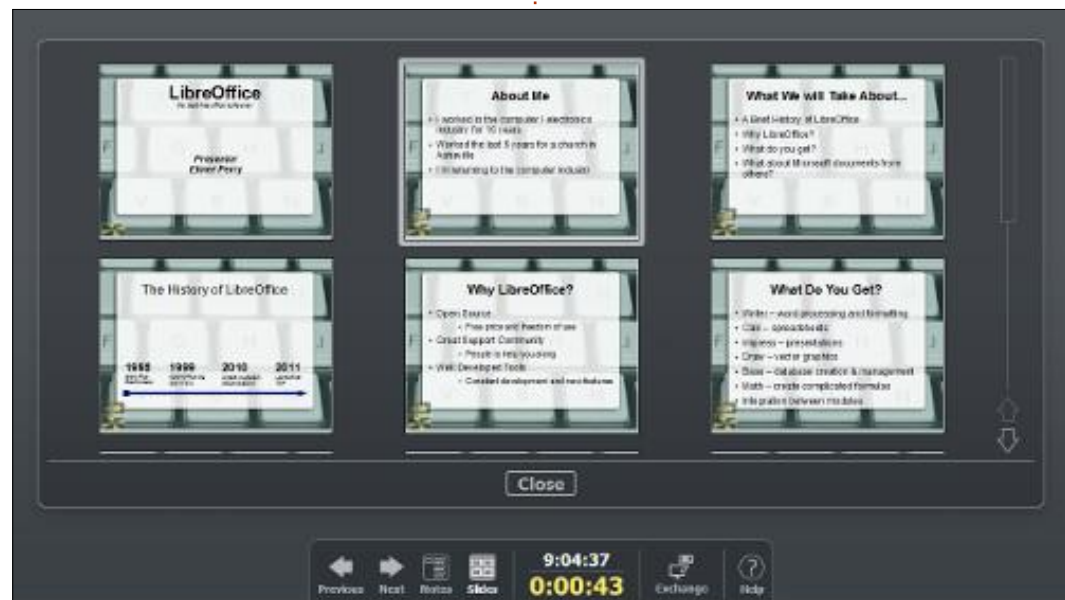 LibreOffice
Presenter
Elmer Perry
About Me
I worked in the computer / electronics
industry for 10 years
Worked the last 5 years for a church in
Asheville
I'm returning to the computer industry
What We will Take About...
A Brief History of LibreOffice
Why LibreOffice?
What do you get?
What about Microsoft documents from
others?
The History of LibreOffice
1999 2010 2011
Why LibreOffice?
Open Source
Free price and freedom of use
Great Support Community
People to help you along
Well Developed Tools
Constant development and new features
What Do You Get?
Writer – word processing and formatting
Calc – spreadsheets
Impress – presentations
Draw – vector graphics
Base – database creation & management
Math – create complicated formulas
Integration between modules
Close
9:04:37
Previous Next Notes Slides 0:00:43 Exchange Help